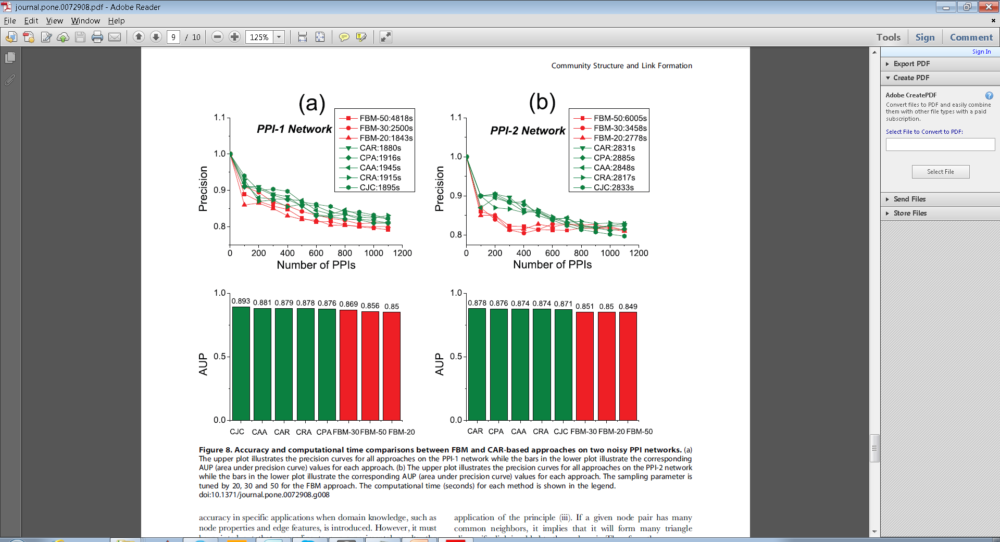 journal.pone.0072908.pdf - Adobe Reader
File Edit View Window Help
9 / 10
125%
Tools Sign Comment
Sign In
Export PDF
Create PDF
Adobe CreatePDF
Convert files to PDF and easily combine
them with other file types with a paid
subscription.
Select File to Convert to PDF:
Select File
Send Files
Store Files
Community Structure and Link Formation
(a)
PPI-1 Network
FBM-50:4818s
FBM-30:2500s
FBM-20:1843s
CAR:1880s
CPA:1916s
CAA:1945s
CRA:1915s
CJC:1895s
Precision
1.1
1.0
0.9
0.8
0 200 400 600 800 1000 1200
Number of PPIs
(b)
PPI-2 Network
FBM-50:6005s
FBM-30:3458s
FBM-20:2778s
CAR:2831s
CPA:2885s
CAA:2848s
CRA:2817s
CJC:2833s
Precision
1.1
1.0
0.9
0.8
0 200 400 600 800 1000 1200
Number of PPIs
AUP
1.0
0.5
0.0
0.893 0.881 0.879 0.878 0.876 0.869 0.856 0.85
CJC CAA CAR CRA CPA FBM-30 FBM-50 FBM-20
AUP
1.0
0.5
0.0
0.878 0.876 0.874 0.874 0.871 0.851 0.85 0.849
CAR CPA CAA CRA CJC FBM-30 FBM-20 FBM-50
Figure 8. Accuracy and computational time comparisons between FBM and CAR-based approaches on two noisy PPI networks. (a)
The upper plot illustrates the precision curves for all approaches on the PPI-1 network while the bars in the lower plot illustrate the corresponding
AUP (area under precision curve) values for each approach. (b) The upper plot illustrates the precision curves for all approaches on the PPI-2 network
while the bars in the lower plot illustrate the corresponding AUP (area under precision curve) values for each approach. The sampling parameter is
tuned by 20, 30 and 50 for the FBM approach. The computational time (seconds) for each method is shown in the legend.
doi:10.1371/journal.pone.0072908.g008
accuracy in specific applications when domain knowledge, such as
node properties and edge features, is introduced. However, it must
application of the principle (iii). If a given node pair has many
common neighbors, it implies that it will form many triangle